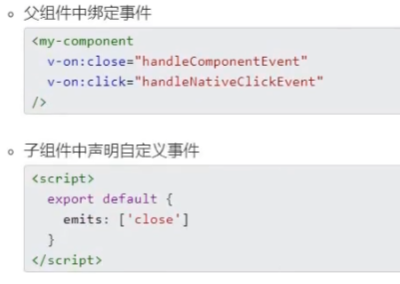 父组件中绑定事件
<my-component
v-on:close="handleComponentEvent"
v-on:click="handleNativeClickEvent"
/>
子组件中声明自定义事件
<script>
export default {
emits: ['close']
}
</script>